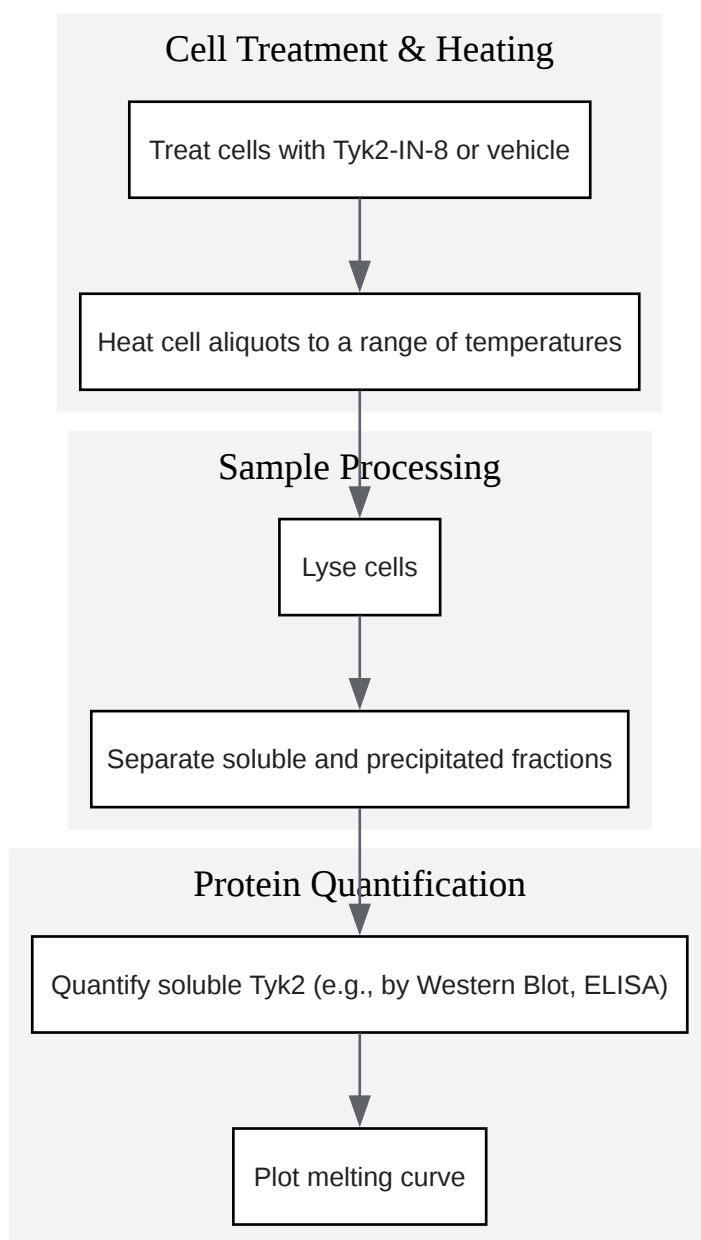 Cell Treatment & Heating
Treat cells with Tyk2-IN-8 or vehicle
Heat cell aliquots to a range of temperatures
Sample Processing
Lyse cells
Separate soluble and precipitated fractions
Protein Quantification
Quantify soluble Tyk2 (e.g., by Western Blot, ELISA)
Plot melting curve